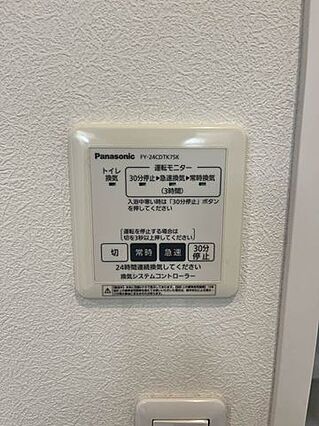 Panasonic FY-24CDTK7SK
運転モニター
トイレ換気
30分停止▶急速換気▶常時換気
(3時間)
入浴中寒い時は「30分停止」ボタン
を押してください
運転を停止する場合は
切を3秒以上押してください
切 常時 急速 30分停止
24時間連続換気してください
換気システムコントローラー